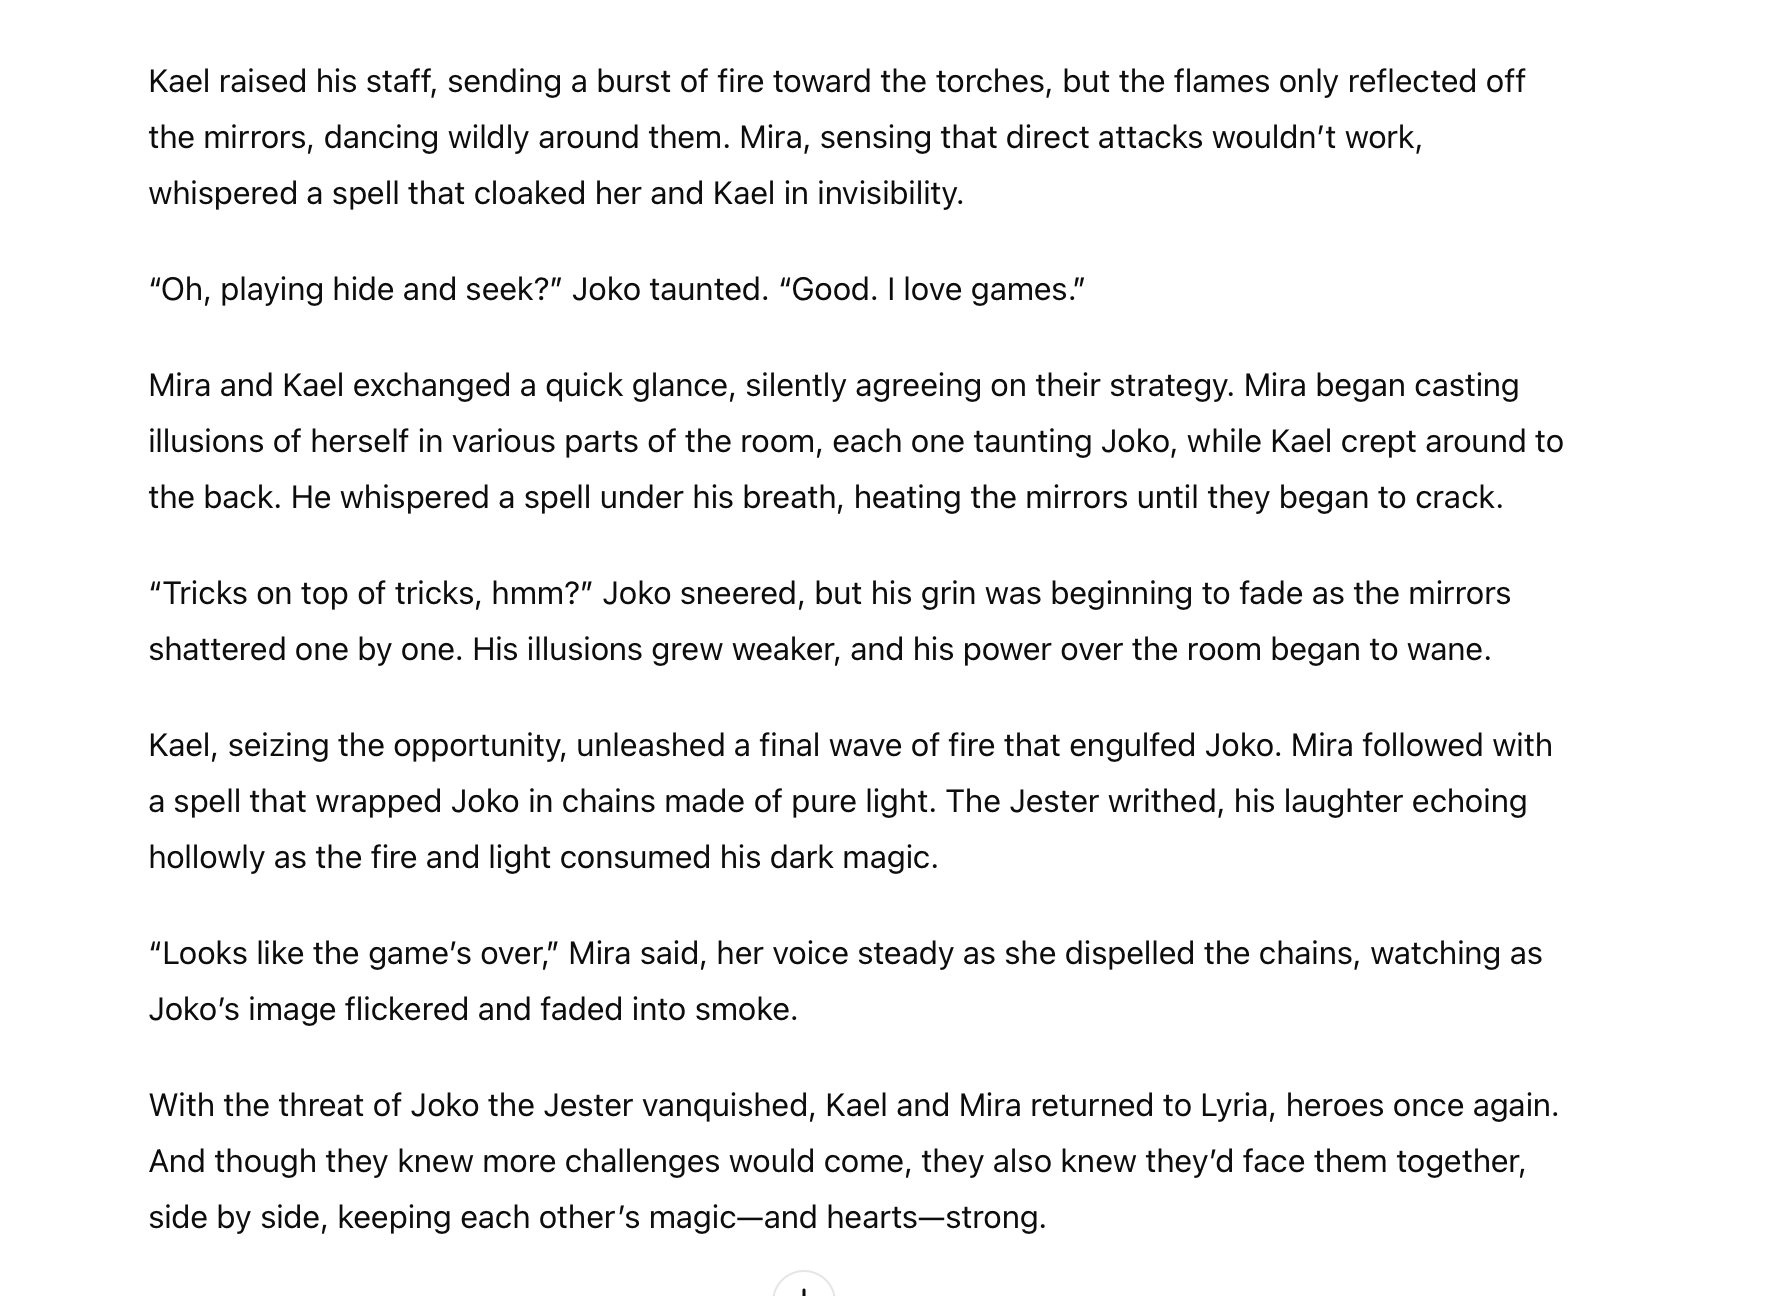 Kael raised his staff, sending a burst of fire toward the torches, but the flames only reflected off
the mirrors, dancing wildly around them. Mira, sensing that direct attacks wouldn’t work,
whispered a spell that cloaked her and Kael in invisibility.
“Oh, playing hide and seek?” Joko taunted. “Good. I love games.”
Mira and Kael exchanged a quick glance, silently agreeing on their strategy. Mira began casting
illusions of herself in various parts of the room, each one taunting Joko, while Kael crept around to
the back. He whispered a spell under his breath, heating the mirrors until they began to crack.
“Tricks on top of tricks, hmm?” Joko sneered, but his grin was beginning to fade as the mirrors
shattered one by one. His illusions grew weaker, and his power over the room began to wane.
Kael, seizing the opportunity, unleashed a final wave of fire that engulfed Joko. Mira followed with
a spell that wrapped Joko in chains made of pure light. The Jester writhed, his laughter echoing
hollowly as the fire and light consumed his dark magic.
“Looks like the game’s over,” Mira said, her voice steady as she dispelled the chains, watching as
Joko’s image flickered and faded into smoke.
With the threat of Joko the Jester vanquished, Kael and Mira returned to Lyria, heroes once again.
And though they knew more challenges would come, they also knew they’d face them together,
side by side, keeping each other’s magic—and hearts—strong.